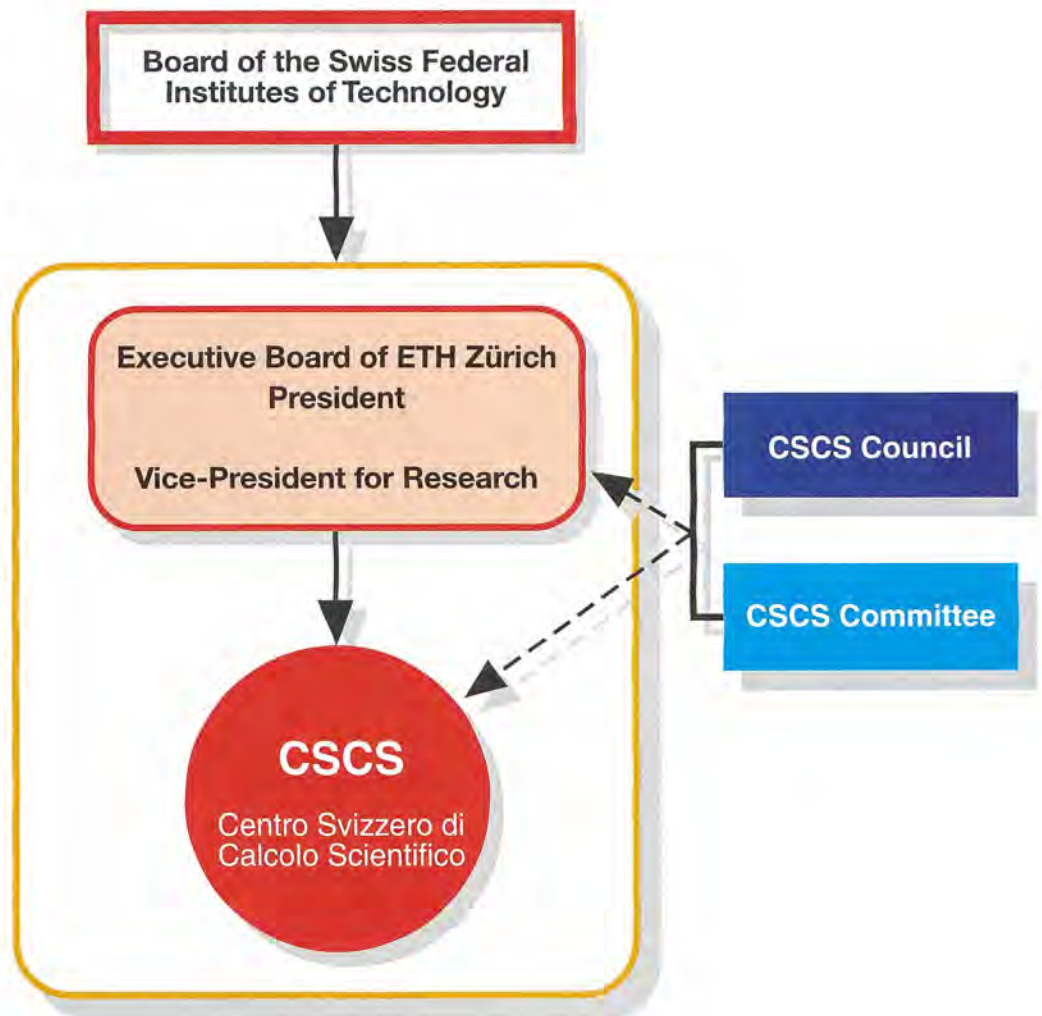 Board of the Swiss Federal
Institutes of Technology
Executive Board of ETH Zürich
President
Vice-President for Research
CSCS Council
CSCS Committee
CSCS
Centro Svizzero di
Calcolo Scientifico